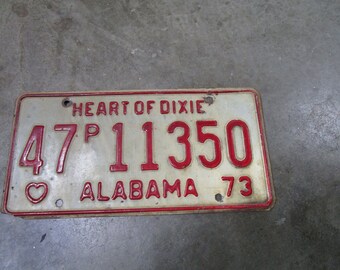 HEART OF DIXIE
47P 11350
ALABAMA 73